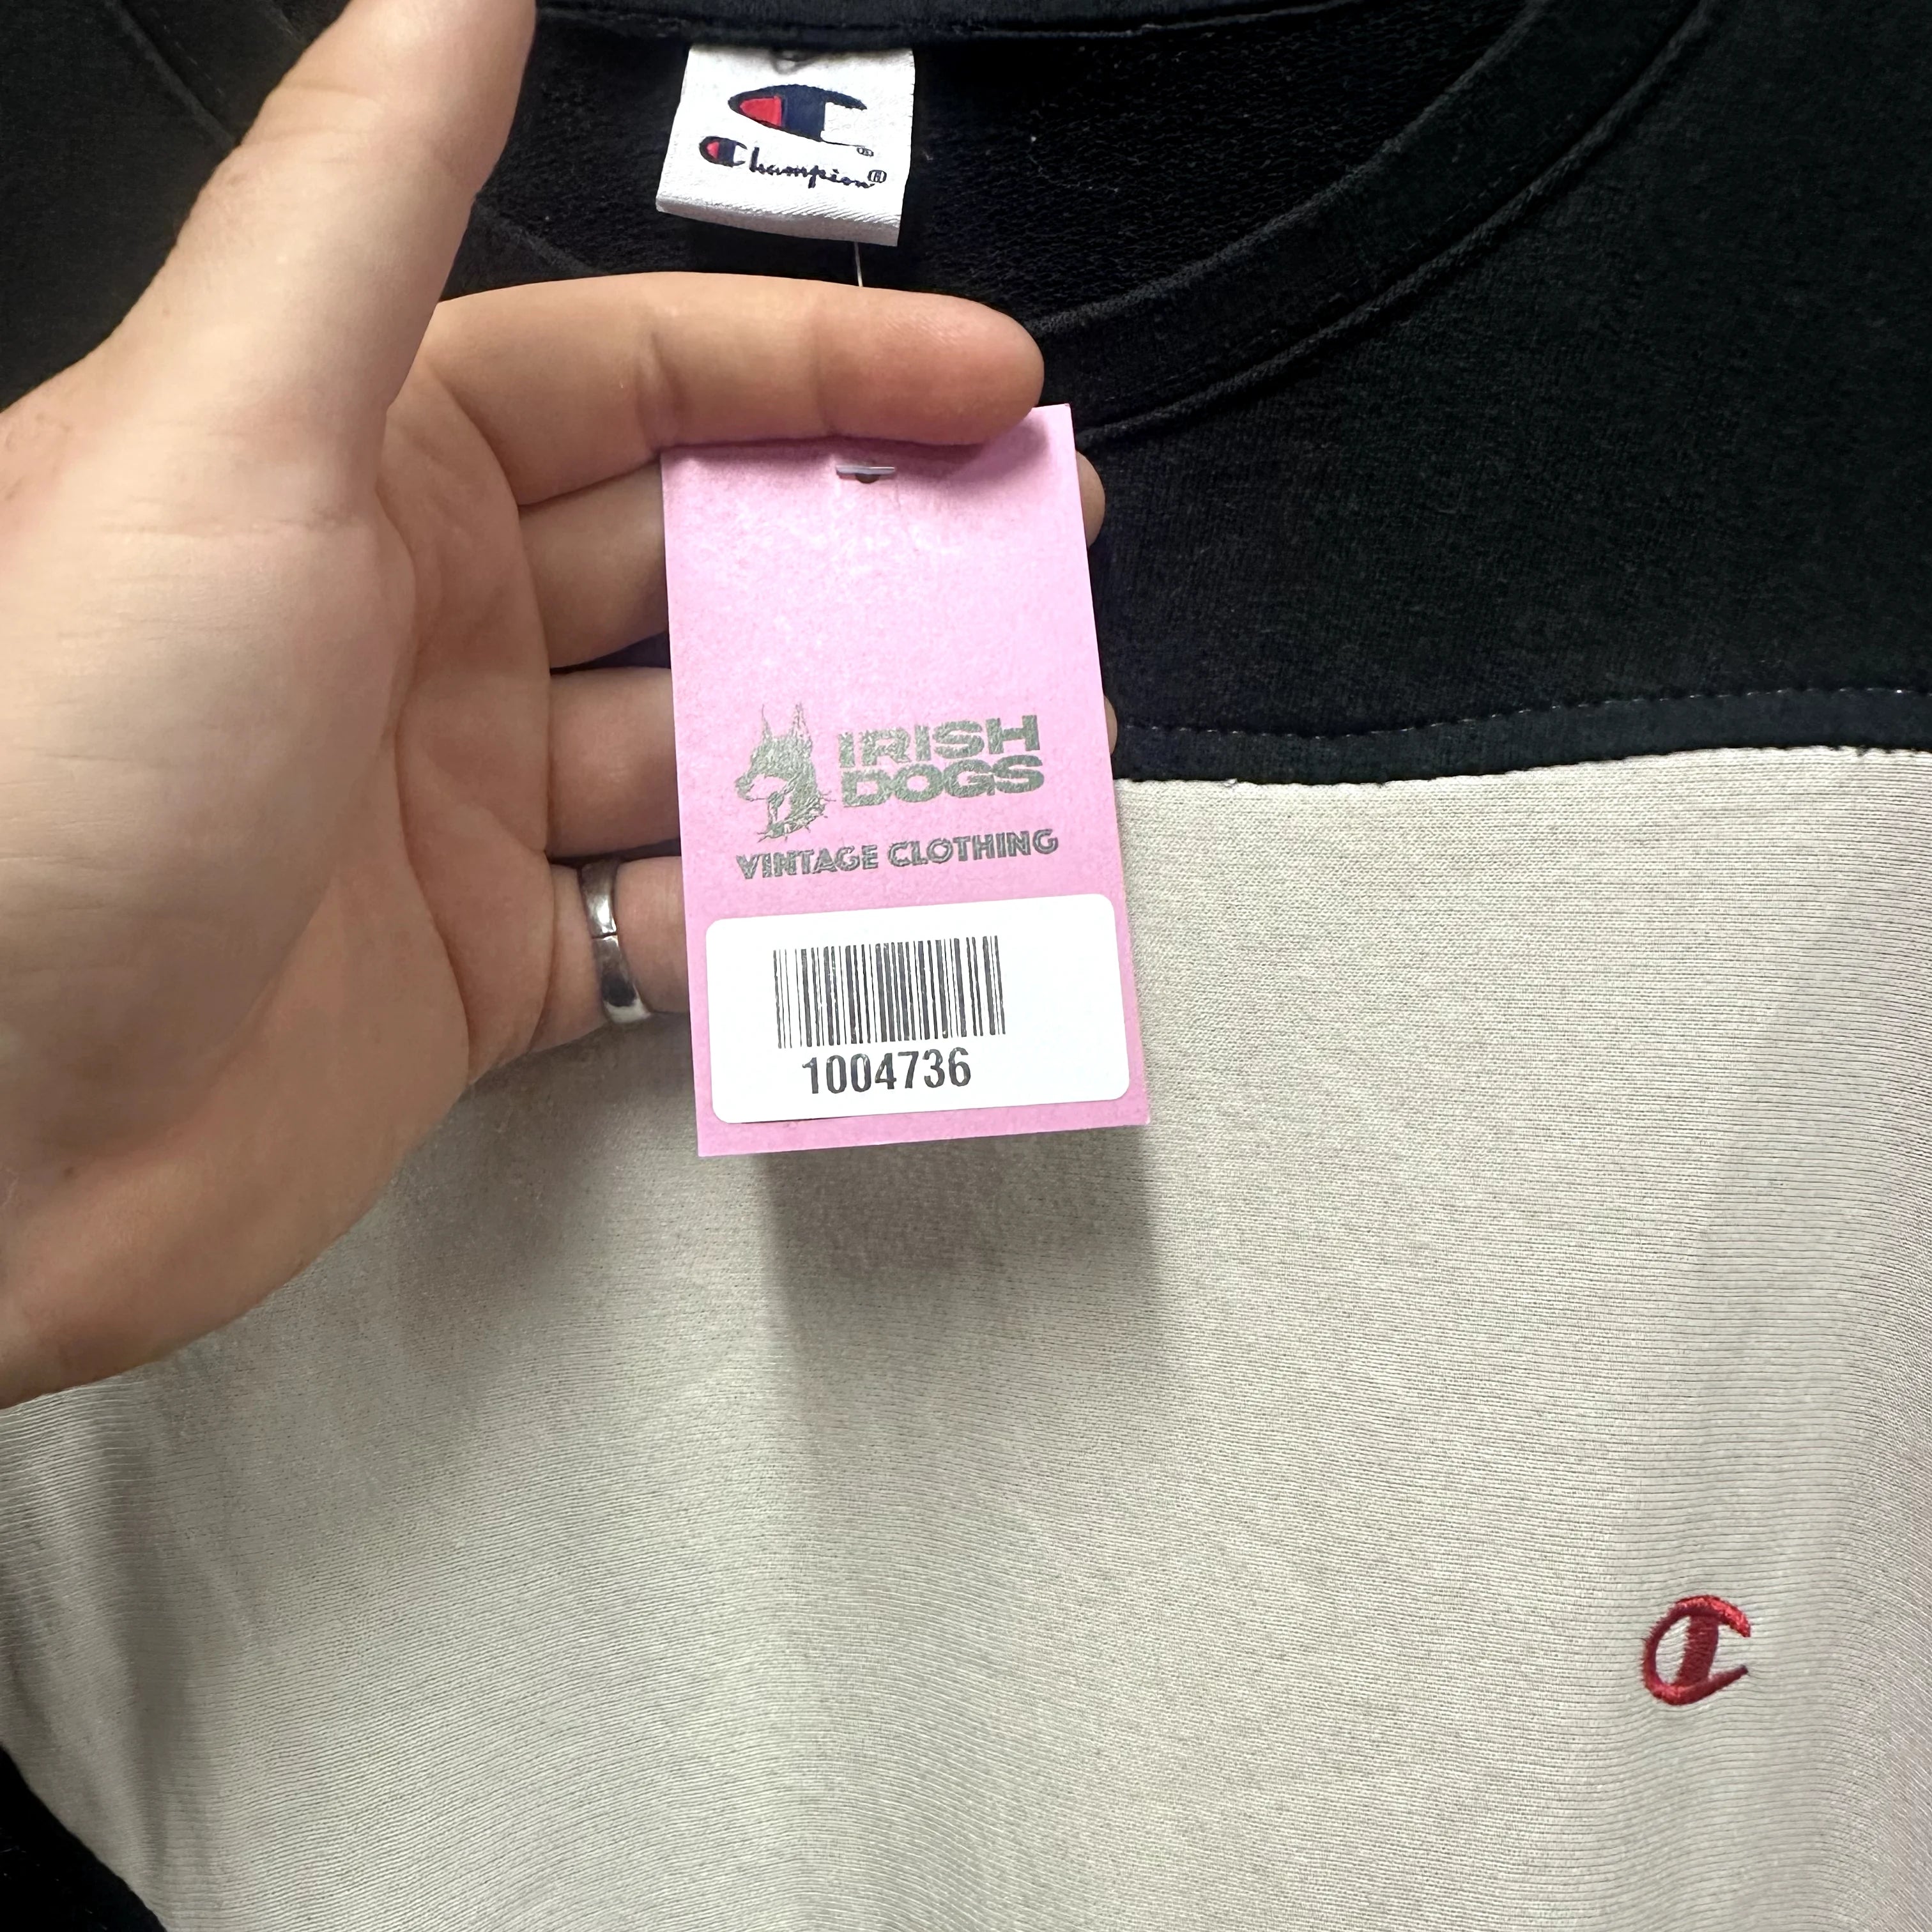 Champion®
IRISH
DOGS
VINTAGE CLOTHING
1004736